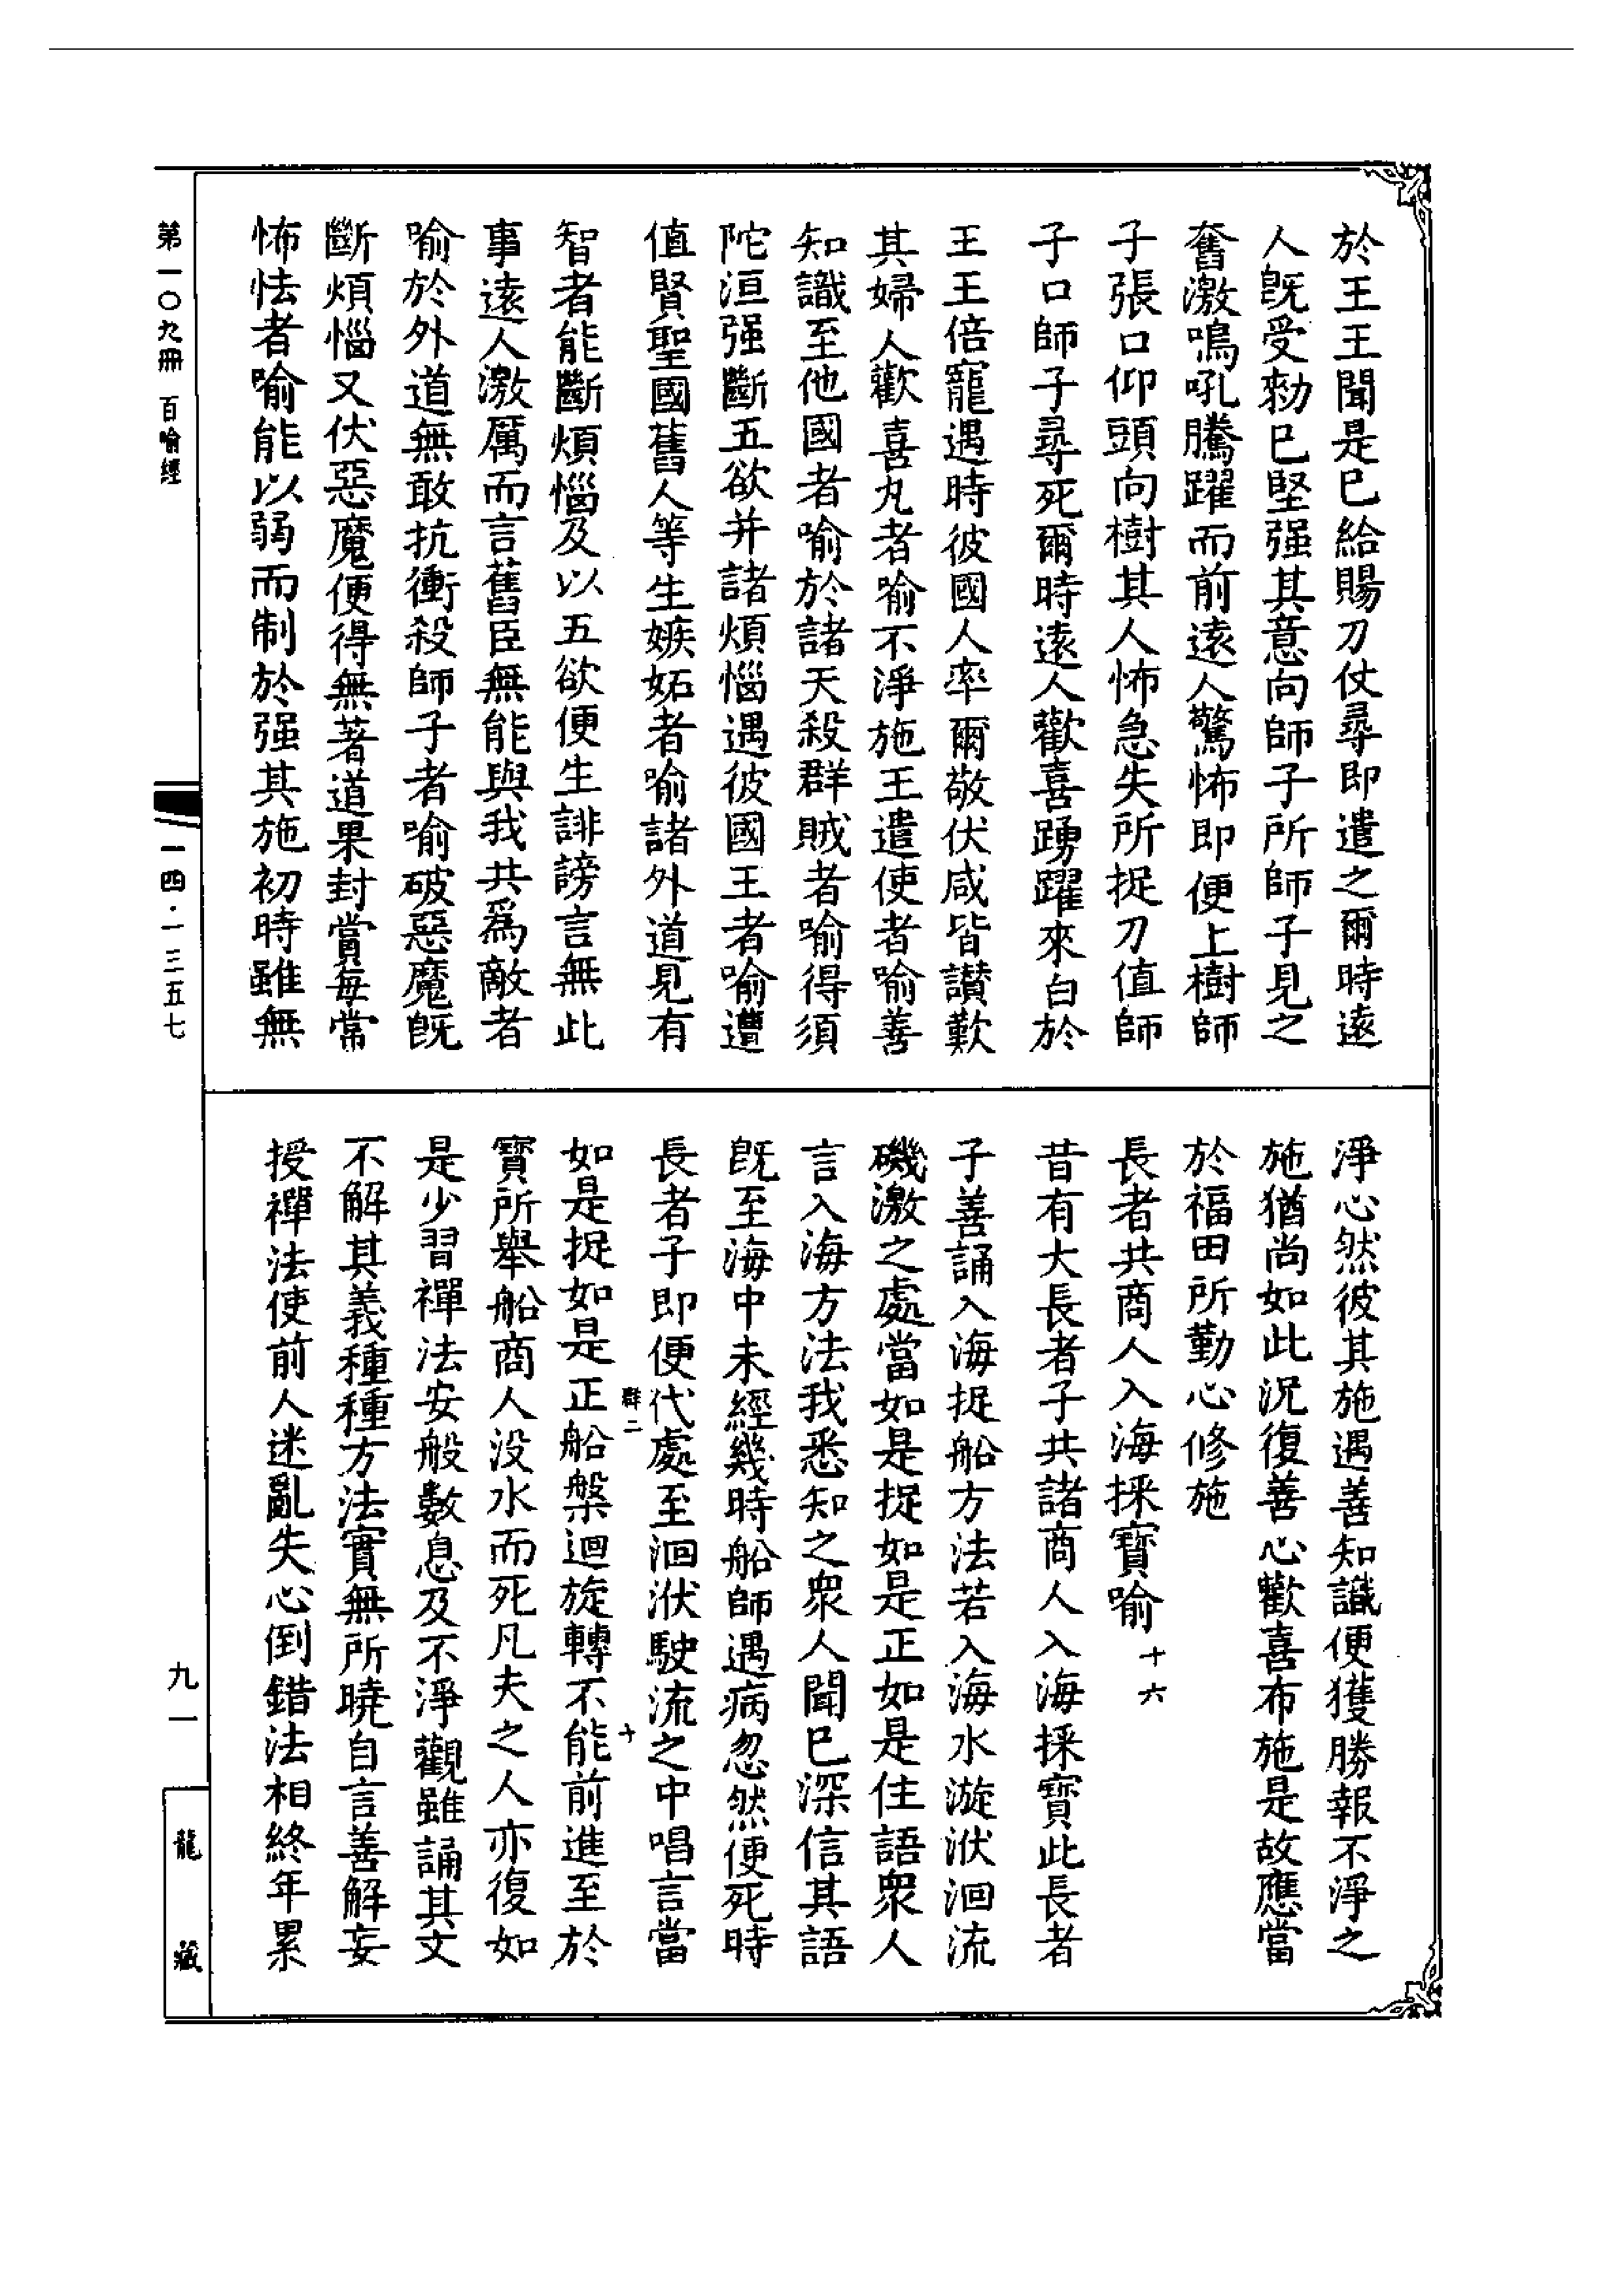 於王王聞是已給賜刀仗尋即遣之爾時遠
人既受勑已堅强其意向師子所師子見之
奮激鳴吼騰躍而前遠人驚怖即便上樹師
子張口仰頭向樹其人怖急失所捉刀值師
子口師子尋死爾時遠人歡喜踴躍來白於
王王倍寵遇時彼國人率爾敬伏咸皆讃歎
其婦人歡喜丸者喻不淨施王遣使者喻善
知識至他國者喻於諸天殺群賊者喻得須
陀洹强斷五欲并諸煩惱遇彼國王者喻遭
值賢聖國舊人等生嫉妬者喻諸外道見有
智者能斷煩惱及以五欲便生誹謗言無此
事遠人激厲而言舊臣無能與我共爲敵者
喻於外道無敢抗衝殺師子者喻破惡魔既
斷煩惱又伏惡魔便得無著道果封賞每常
怖怯者喻能以弱而制於强其施初時雖無
淨心然彼其施遇善知識便獲勝報不淨之
施猶尚如此況復善心歡喜布施是故應當
於福田所勤心修施
長者共商人入海採寶喻 十六
昔有大長者子共諸商人入海採寶此長者
子善誦入海捉船方法若入海水漩洑洄流
磯激之處當如是捉如是正如是住語衆人
言入海方法我悉知之衆人聞已深信其語
既至海中未經幾時船師遇病忽然便死時
長者子即便代處至洄洑駛流之中唱言當
群二 十
如是捉如是正船槃迴旋轉不能前進至於
寶所舉船商人没水而死凡夫之人亦復如
是少習禪法安般數息及不淨觀雖誦其文
不解其義種種方法實無所曉自言善解妄
授禪法使前人迷亂失心倒錯法相終年累
第一〇九冊 百喻經
一四·一三五七
九一
龍藏